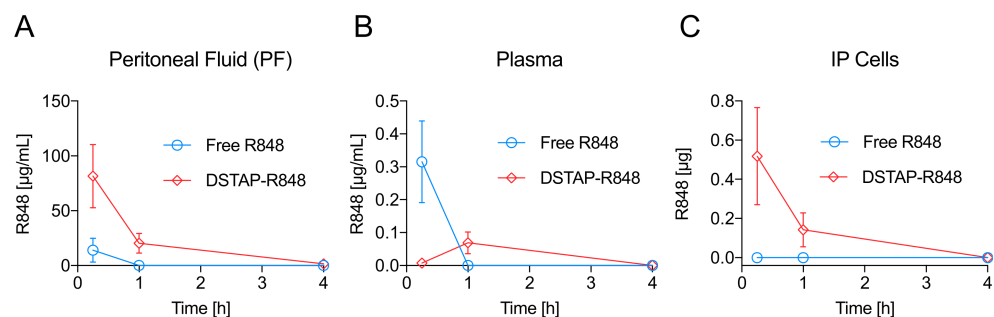 A
Peritoneal Fluid (PF)
R848 [µg/mL]
150
100
50
0
Free R848
DSTAP-R848
0 1 2 3 4
Time [h]
B
Plasma
R848 [µg/mL]
0.5
0.4
0.3
0.2
0.1
0.0
Free R848
DSTAP-R848
0 1 2 3 4
Time [h]
C
IP Cells
R848 [µg]
0.8
0.6
0.4
0.2
0.0
Free R848
DSTAP-R848
0 1 2 3 4
Time [h]